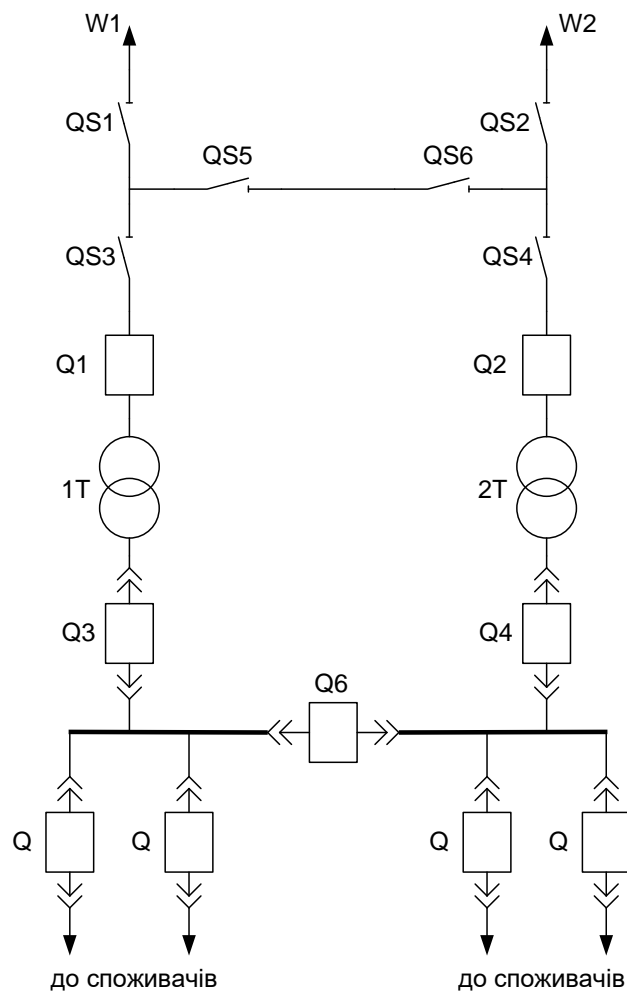 W1 W2
QS1 QS2
QS5 QS6
QS3 QS4
Q1 Q2
1T 2T
Q3 Q4
Q6
Q Q Q Q
до споживачів до споживачів